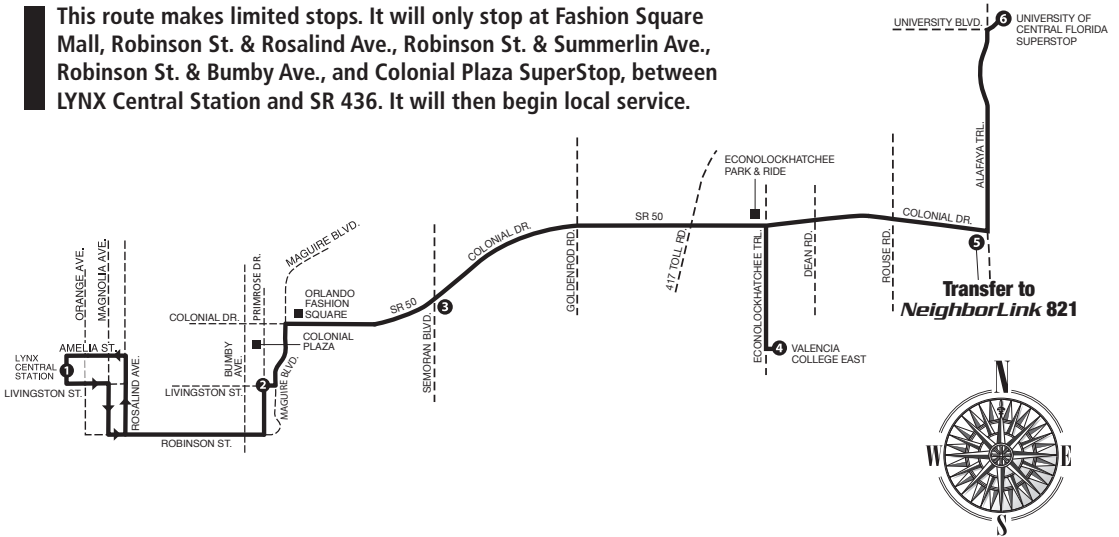 This route makes limited stops. It will only stop at Fashion Square
Mall, Robinson St. & Rosalind Ave., Robinson St. & Summerlin Ave.,
Robinson St. & Bumby Ave., and Colonial Plaza SuperStop, between
LYNX Central Station and SR 436. It will then begin local service.
UNIVERSITY BLVD.
6
UNIVERSITY OF
CENTRAL FLORIDA
SUPERSTOP
ALAFAYA TRL.
ECONOLOCKHATCHEE
PARK & RIDE
SR 50
COLONIAL DR.
5
Transfer to
NeighborLink 821
ROUSE RD.
DEAN RD.
ECONOLOCKHATCHEE TRL.
417 TOLL RD.
GOLDENROD RD.
4
VALENCIA
COLLEGE EAST
COLONIAL DR.
SR 50
3
SEMORAN BLVD.
MAGUIRE BLVD.
ORLANDO
FASHION
SQUARE
COLONIAL DR.
COLONIAL
PLAZA
PRIMROSE DR.
BUMBY
AVE.
2
LIVINGSTON ST.
MAGUIRE BLVD.
ORANGE AVE.
MAGNOLIA AVE.
AMELIA ST.
LYNX
CENTRAL
STATION
1
LIVINGSTON ST.
ROSALIND AVE.
ROBINSON ST.
N
W
E
S